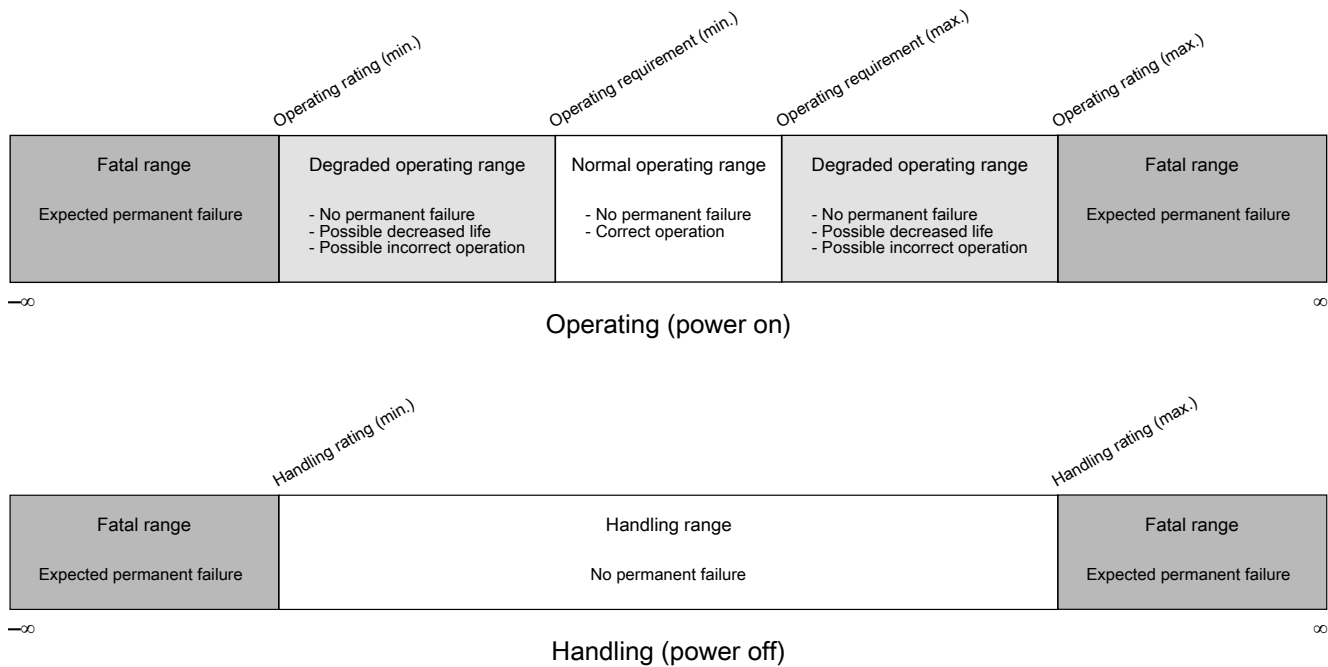 Operating rating (min.)
Operating requirement (min.)
Operating requirement (max.)
Operating rating (max.)
Fatal range
Expected permanent failure
Degraded operating range
- No permanent failure
- Possible decreased life
- Possible incorrect operation
Normal operating range
- No permanent failure
- Correct operation
Degraded operating range
- No permanent failure
- Possible decreased life
- Possible incorrect operation
Fatal range
Expected permanent failure
–∞
∞
Operating (power on)
Handling rating (min.)
Handling rating (max.)
Fatal range
Expected permanent failure
Handling range
No permanent failure
Fatal range
Expected permanent failure
–∞
∞
Handling (power off)